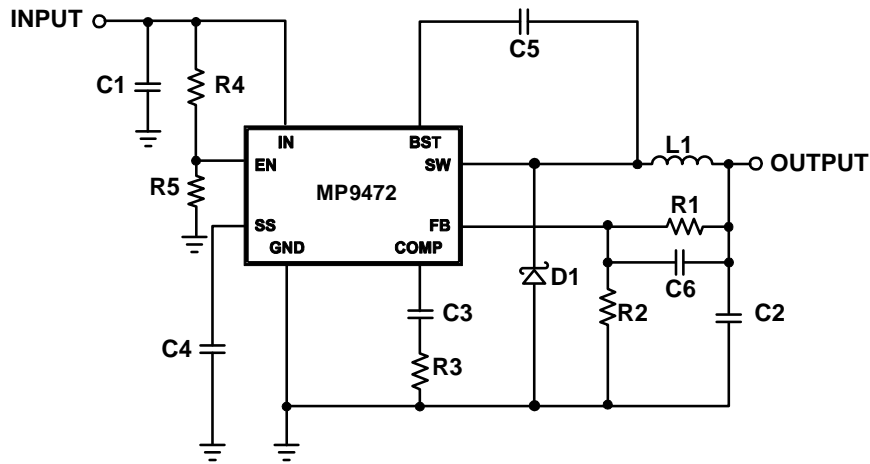 INPUT
C1
R4
C5
IN
BST
L1
EN
SW
OUTPUT
MP9472
R5
R1
SS
FB
GND
COMP
D1
C6
C3
R2
C2
C4
R3